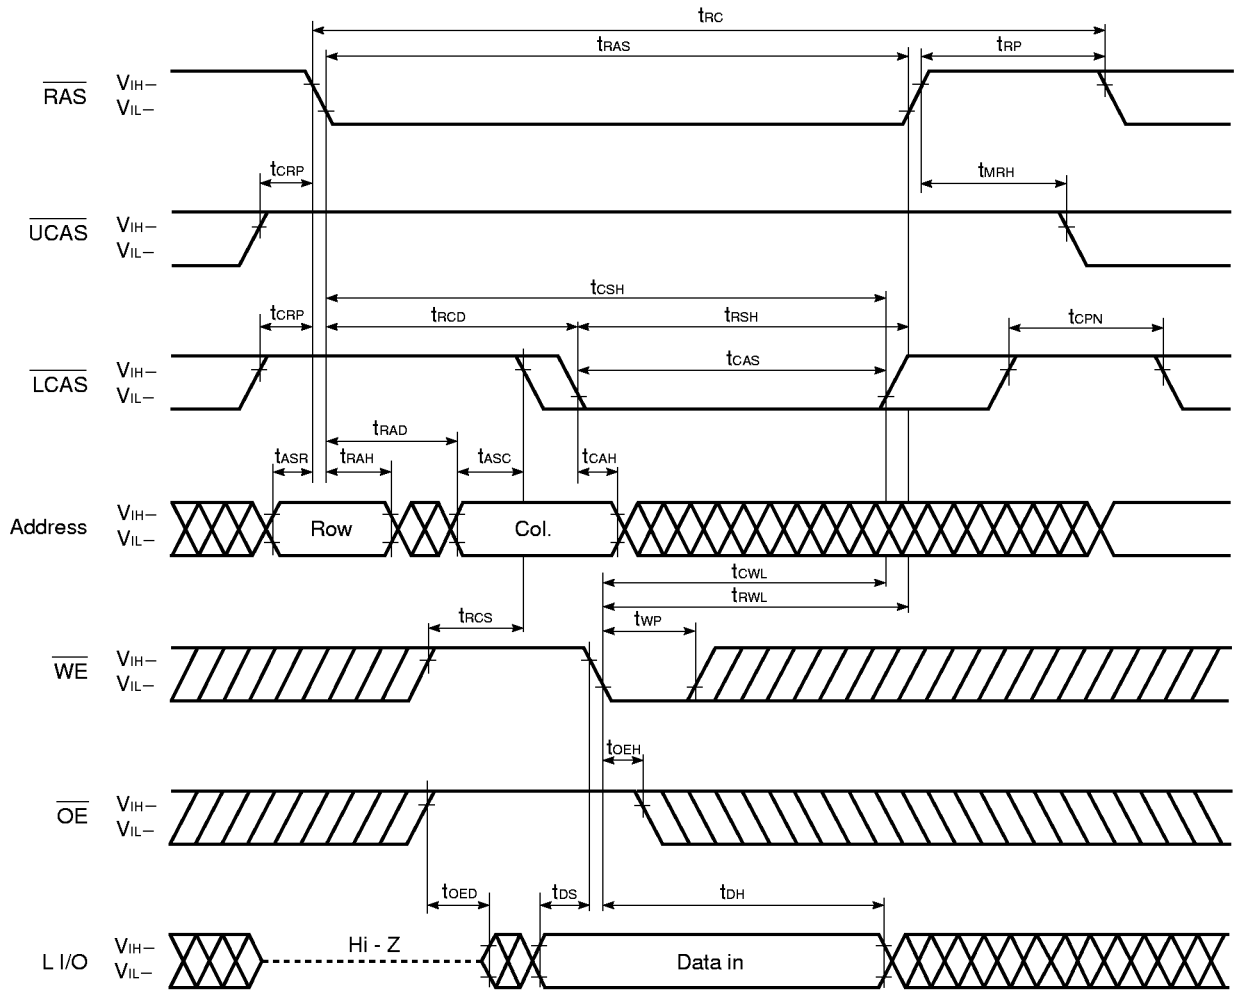 tRC
tRAS tRP
RAS VIH–
VIL–
tCRP tMRH
UCAS VIH–
VIL–
tCSH
tCRP tRCD tRSH tCPN
LCAS VIH– tCAS
VIL–
tRAD
tASR tRAH tASC tCAH
Address VIH–
VIL– Row Col.
tCWL
tRWL
tRCS tWP
WE VIH–
VIL–
tOEH
OE VIH–
VIL–
tOED tDS tDH
L I/O VIH– Hi - Z
VIL– Data in